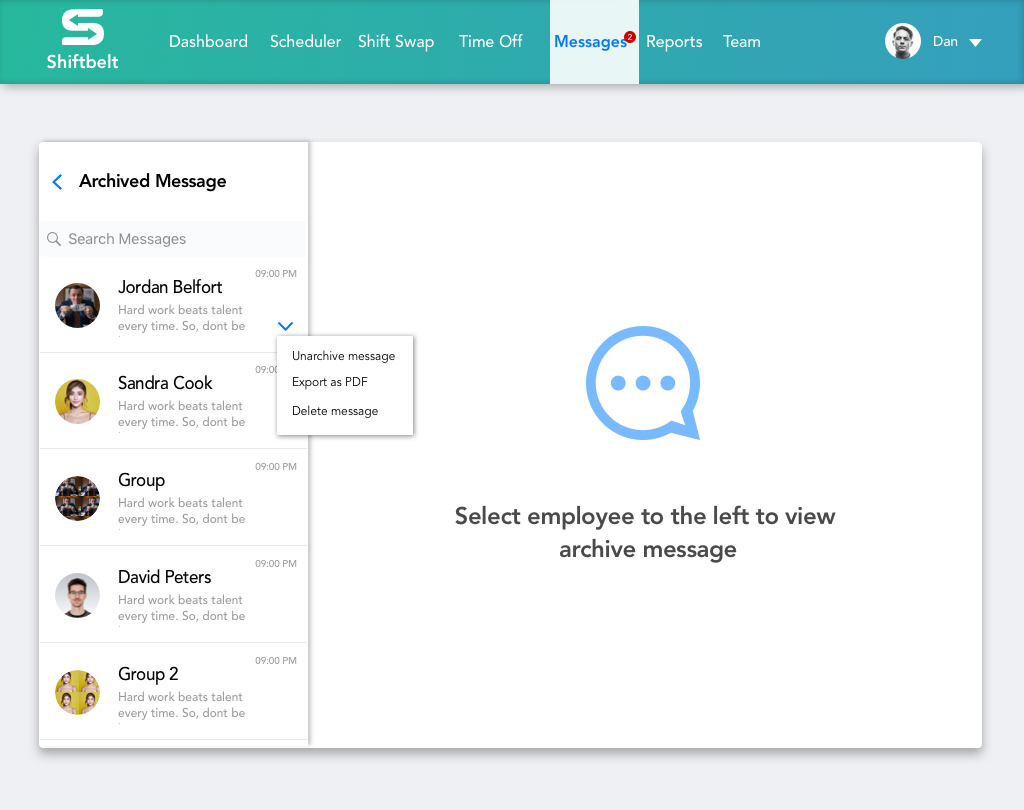 Shiftbelt
Dashboard
Scheduler
Shift Swap
Time Off
Messages
2
Reports
Team
Dan
Archived Message
Search Messages
09:00 PM
Jordan Belfort
Hard work beats talent
every time. So, dont be
Unarchive message
Export as PDF
Delete message
09:00
Sandra Cook
Hard work beats talent
every time. So, dont be
09:00 PM
Group
Hard work beats talent
every time. So, dont be
09:00 PM
David Peters
Hard work beats talent
every time. So, dont be
09:00 PM
Group 2
Hard work beats talent
every time. So, dont be
Select employee to the left to view
archive message